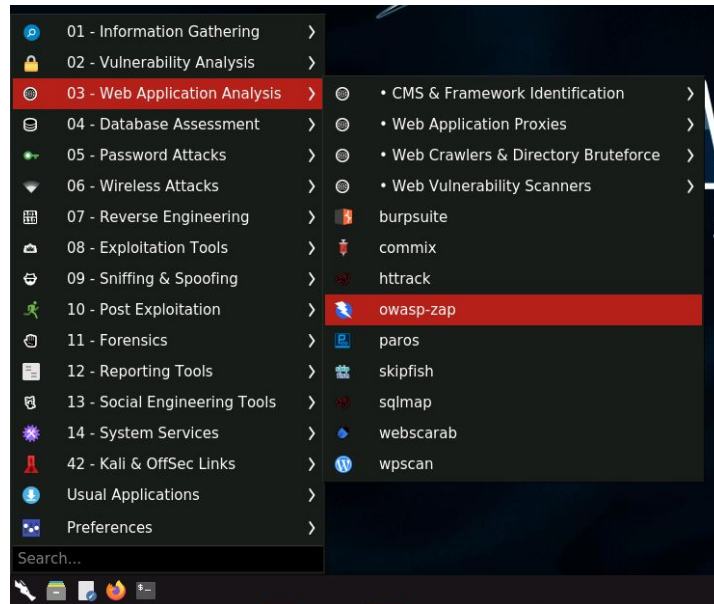 01 - Information Gathering
02 - Vulnerability Analysis
03 - Web Application Analysis
04 - Database Assessment
05 - Password Attacks
06 - Wireless Attacks
07 - Reverse Engineering
08 - Exploitation Tools
09 - Sniffing & Spoofing
10 - Post Exploitation
11 - Forensics
12 - Reporting Tools
13 - Social Engineering Tools
14 - System Services
42 - Kali & OffSec Links
Usual Applications
Preferences
Search...
• CMS & Framework Identification
• Web Application Proxies
• Web Crawlers & Directory Bruteforce
• Web Vulnerability Scanners
burpsuite
commix
httrack
owasp-zap
paros
skipfish
sqlmap
webscarab
wpscan